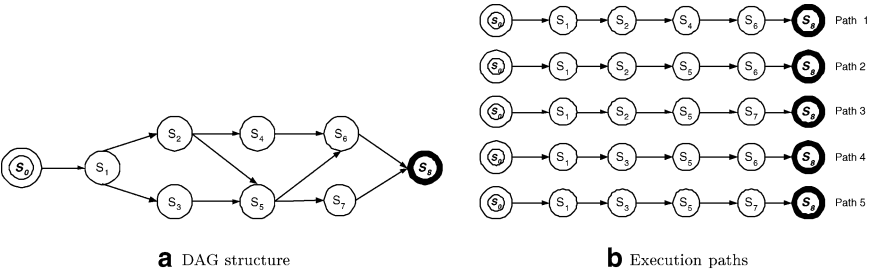 S0 S1 S2 S4 S6 S8 Path 1
S0 S1 S2 S5 S6 S8 Path 2
S0 S1 S2 S5 S7 S8 Path 3
S0 S1 S3 S5 S6 S8 Path 4
S0 S1 S3 S5 S7 S8 Path 5
S2 S4 S6
S0 S1 S8
S3 S5 S7
a DAG structure
b Execution paths